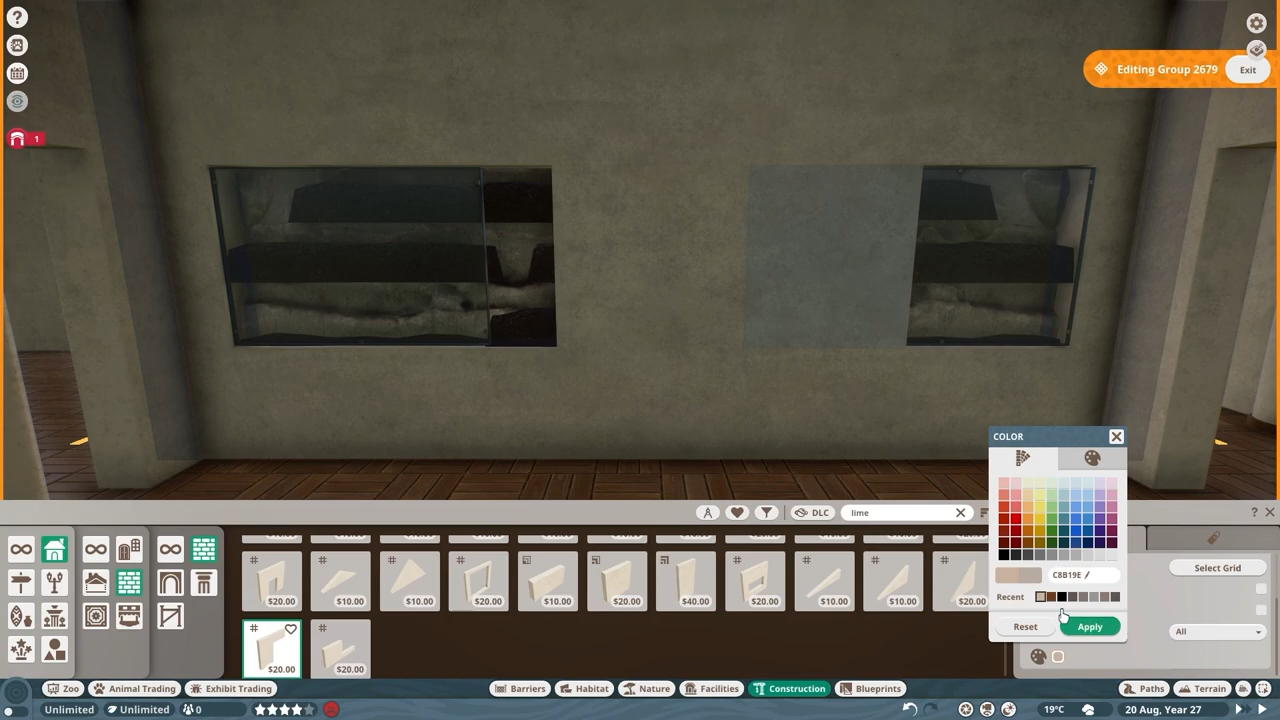 ?
Editing Group 2679
Exit
1
COLOR
DLC
lime
? 
C8B19E /
Select Grid
$20.00 $10.00 $10.00 $20.00 $10.00 $20.00 $40.00 $20.00 $10.00 $10.00
Recent
Reset Apply
All
$20.00 $20.00
Zoo Animal Trading Exhibit Trading Barriers Habitat Nature Facilities Construction Blueprints Paths Terrain
Unlimited Unlimited 0 19°C 20 Aug, Year 27